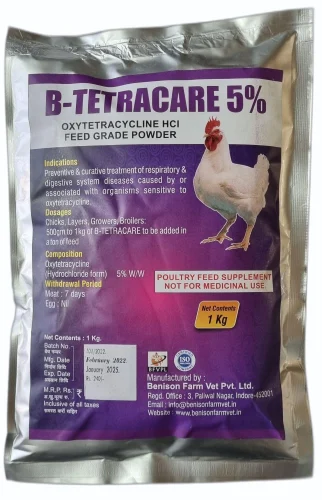 B-TETRACARE 5%
OXYTETRACYCLINE HCl
FEED GRADE POWDER
Indications
Preventive & curative treatment of respiratory &
digestive system diseases caused by or
associated with organisms sensitive to
oxytetracycline.
Dosages
Chicks, Layers, Growers, Broilers:
500gm to 1kg of B-TETRACARE to be added in
a ton of feed
Composition
Oxytetracycline
(Hydrochloride form) 5% W/W
Withdrawal Period
Meat : 7 days
Egg : Nil
POULTRY FEED SUPPLEMENT
NOT FOR MEDICINAL USE.
Net Contents
1 Kg
Net Contents : 1 Kg.
Batch No.
बैच नम्बर
Mfg. Date February 2022
निर्माण तिथि
Exp. Date January 2025
अवसान तिथि
M.R.P. Rs.: ₹
Inclusive of all taxes
BFVPL
ISO
Manufactured by :
Benison Farm Vet Pvt. Ltd.
Regd. Office : 3, Paliwal Nagar, Indore-452001
Email : info@benisonfarmvet.in
Website : www.benisonfarmvet.in